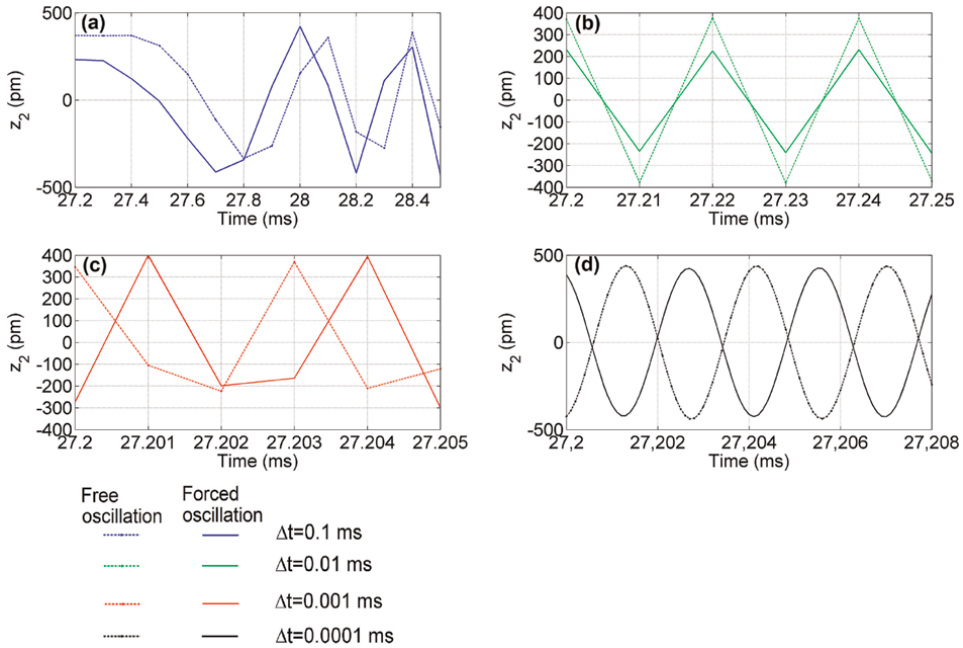 (a)
500
0
-500
z2 (pm)
27.2 27.4 27.6 27.8 28 28.2 28.4
Time (ms)
(b)
400
300
200
100
0
-100
-200
-300
-400
z2 (pm)
27.2 27.21 27.22 27.23 27.24 27.25
Time (ms)
(c)
400
300
200
100
0
-100
-200
-300
-400
z2 (pm)
27.2 27.201 27.202 27.203 27.204 27.205
Time (ms)
(d)
500
0
-500
z2 (pm)
27,2 27,202 27,204 27,206 27,208
Time (ms)
Free
oscillation
Forced
oscillation
Δt=0.1 ms
Δt=0.01 ms
Δt=0.001 ms
Δt=0.0001 ms